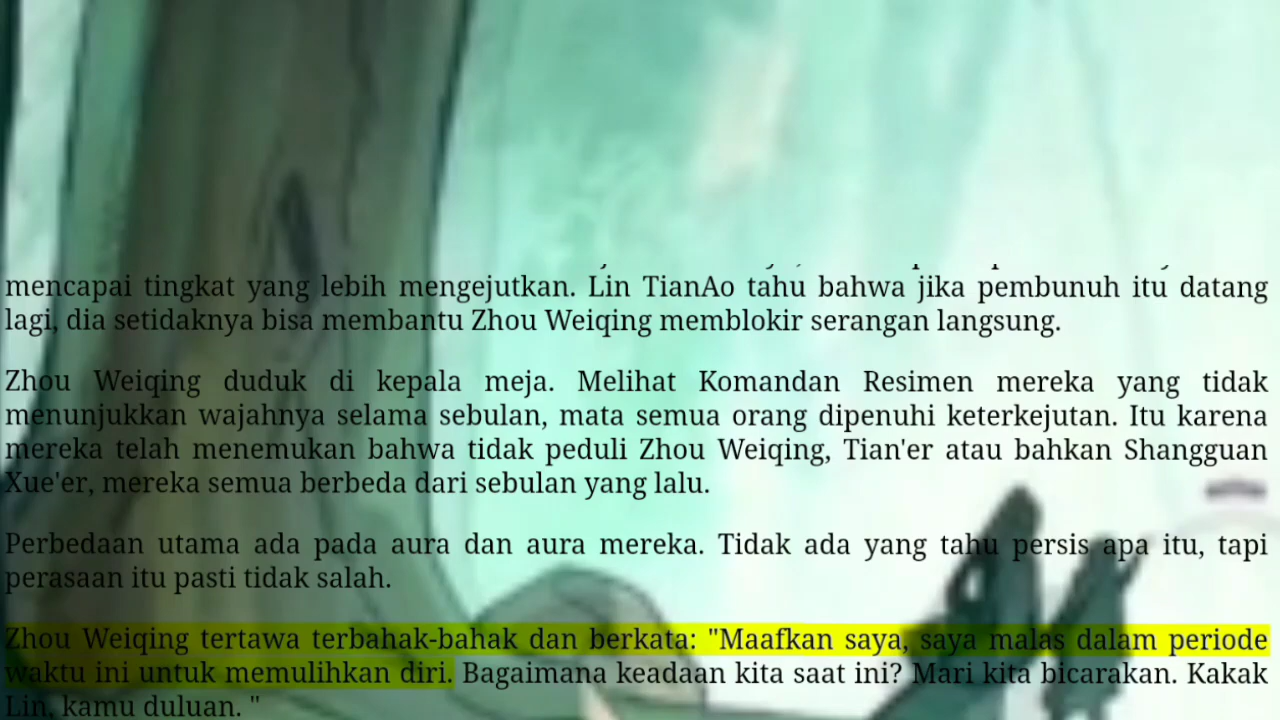 mencapai tingkat yang lebih mengejutkan. Lin TianAo tahu bahwa jika pembunuh itu datang
lagi, dia setidaknya bisa membantu Zhou Weiqing memblokir serangan langsung.
Zhou Weiqing duduk di kepala meja. Melihat Komandan Resimen mereka yang tidak
menunjukkan wajahnya selama sebulan, mata semua orang dipenuhi keterkejutan. Itu karena
mereka telah menemukan bahwa tidak peduli Zhou Weiqing, Tian'er atau bahkan Shangguan
Xue'er, mereka semua berbeda dari sebulan yang lalu.
Perbedaan utama ada pada aura dan aura mereka. Tidak ada yang tahu persis apa itu, tapi
perasaan itu pasti tidak salah.
Zhou Weiqing tertawa terbahak-bahak dan berkata: "Maafkan saya, saya malas dalam periode
waktu ini untuk memulihkan diri. Bagaimana keadaan kita saat ini? Mari kita bicarakan. Kakak
Lin, kamu duluan. "